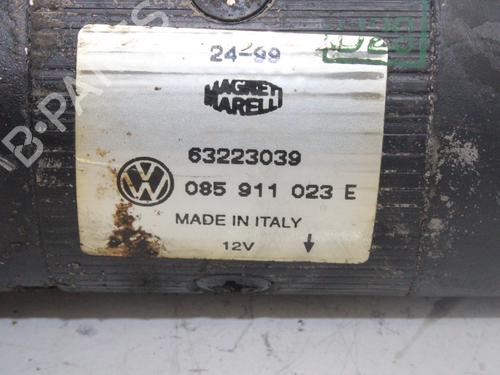 24-99
MAGNETI
MARELLI
63223039
VW
085 911 023 E
MADE IN ITALY
12V
B-PARTS